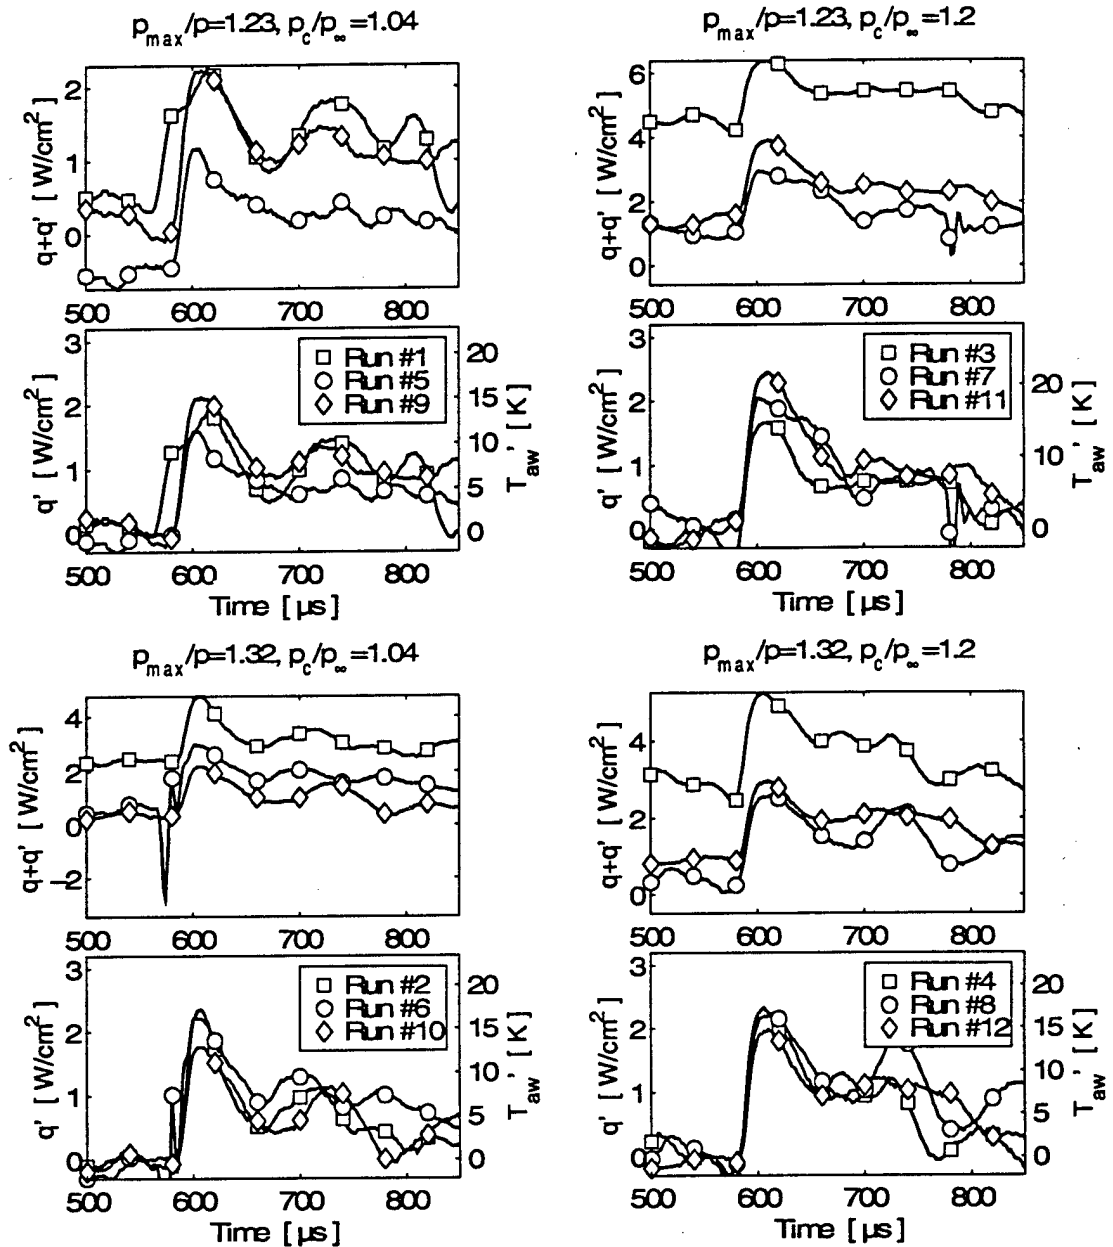 p_max/p=1.23, p_c/p_∞=1.04
q+q' [W/cm²]
2
1
0
500 600 700 800
q' [W/cm²]
3
2
1
0
Run #1
Run #5
Run #9
20
15
10
5
0
T_aw' [K]
500 600 700 800
Time [µs]
p_max/p=1.23, p_c/p_∞=1.2
q+q' [W/cm²]
6
4
2
0
500 600 700 800
q' [W/cm²]
3
2
1
0
Run #3
Run #7
Run #11
20
10
0
T_aw' [K]
500 600 700 800
Time [µs]
p_max/p=1.32, p_c/p_∞=1.04
q+q' [W/cm²]
4
2
0
−2
500 600 700 800
q' [W/cm²]
3
2
1
0
Run #2
Run #6
Run #10
20
15
10
5
0
T_aw' [K]
500 600 700 800
Time [µs]
p_max/p=1.32, p_c/p_∞=1.2
q+q' [W/cm²]
4
2
0
500 600 700 800
q' [W/cm²]
3
2
1
0
Run #4
Run #8
Run #12
20
15
10
5
0
T_aw' [K]
500 600 700 800
Time [µs]